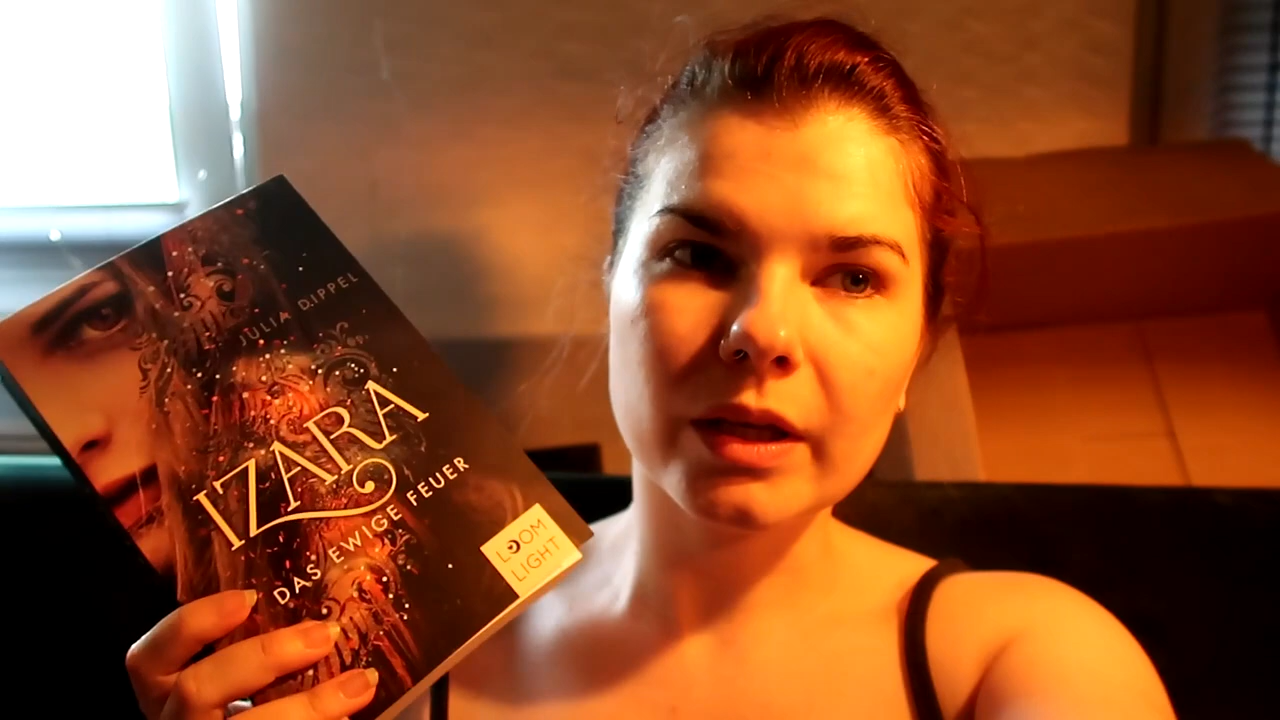 JULIA DIPPEL
IZARA
DAS EWIGE FEUER
LOOM
LIGHT